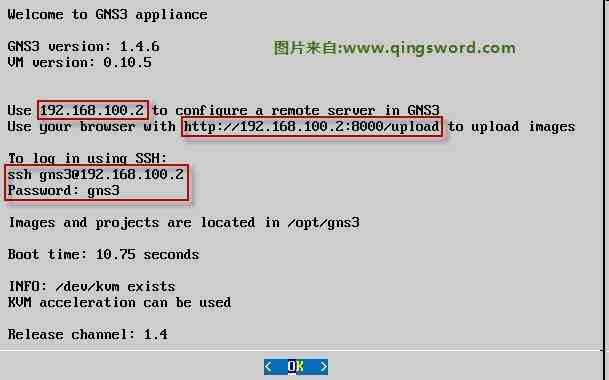 Welcome to GNS3 appliance
GNS3 version: 1.4.6
VM version: 0.10.5
图片来自:www.qingsword.com
Use 192.168.100.2 to configure a remote server in GNS3
Use your browser with http://192.168.100.2:8000/upload to upload images
To log in using SSH:
ssh gns3@192.168.100.2
Password: gns3
Images and projects are located in /opt/gns3
Boot time: 10.75 seconds
INFO: /dev/kvm exists
KVM acceleration can be used
Release channel: 1.4
< OK >